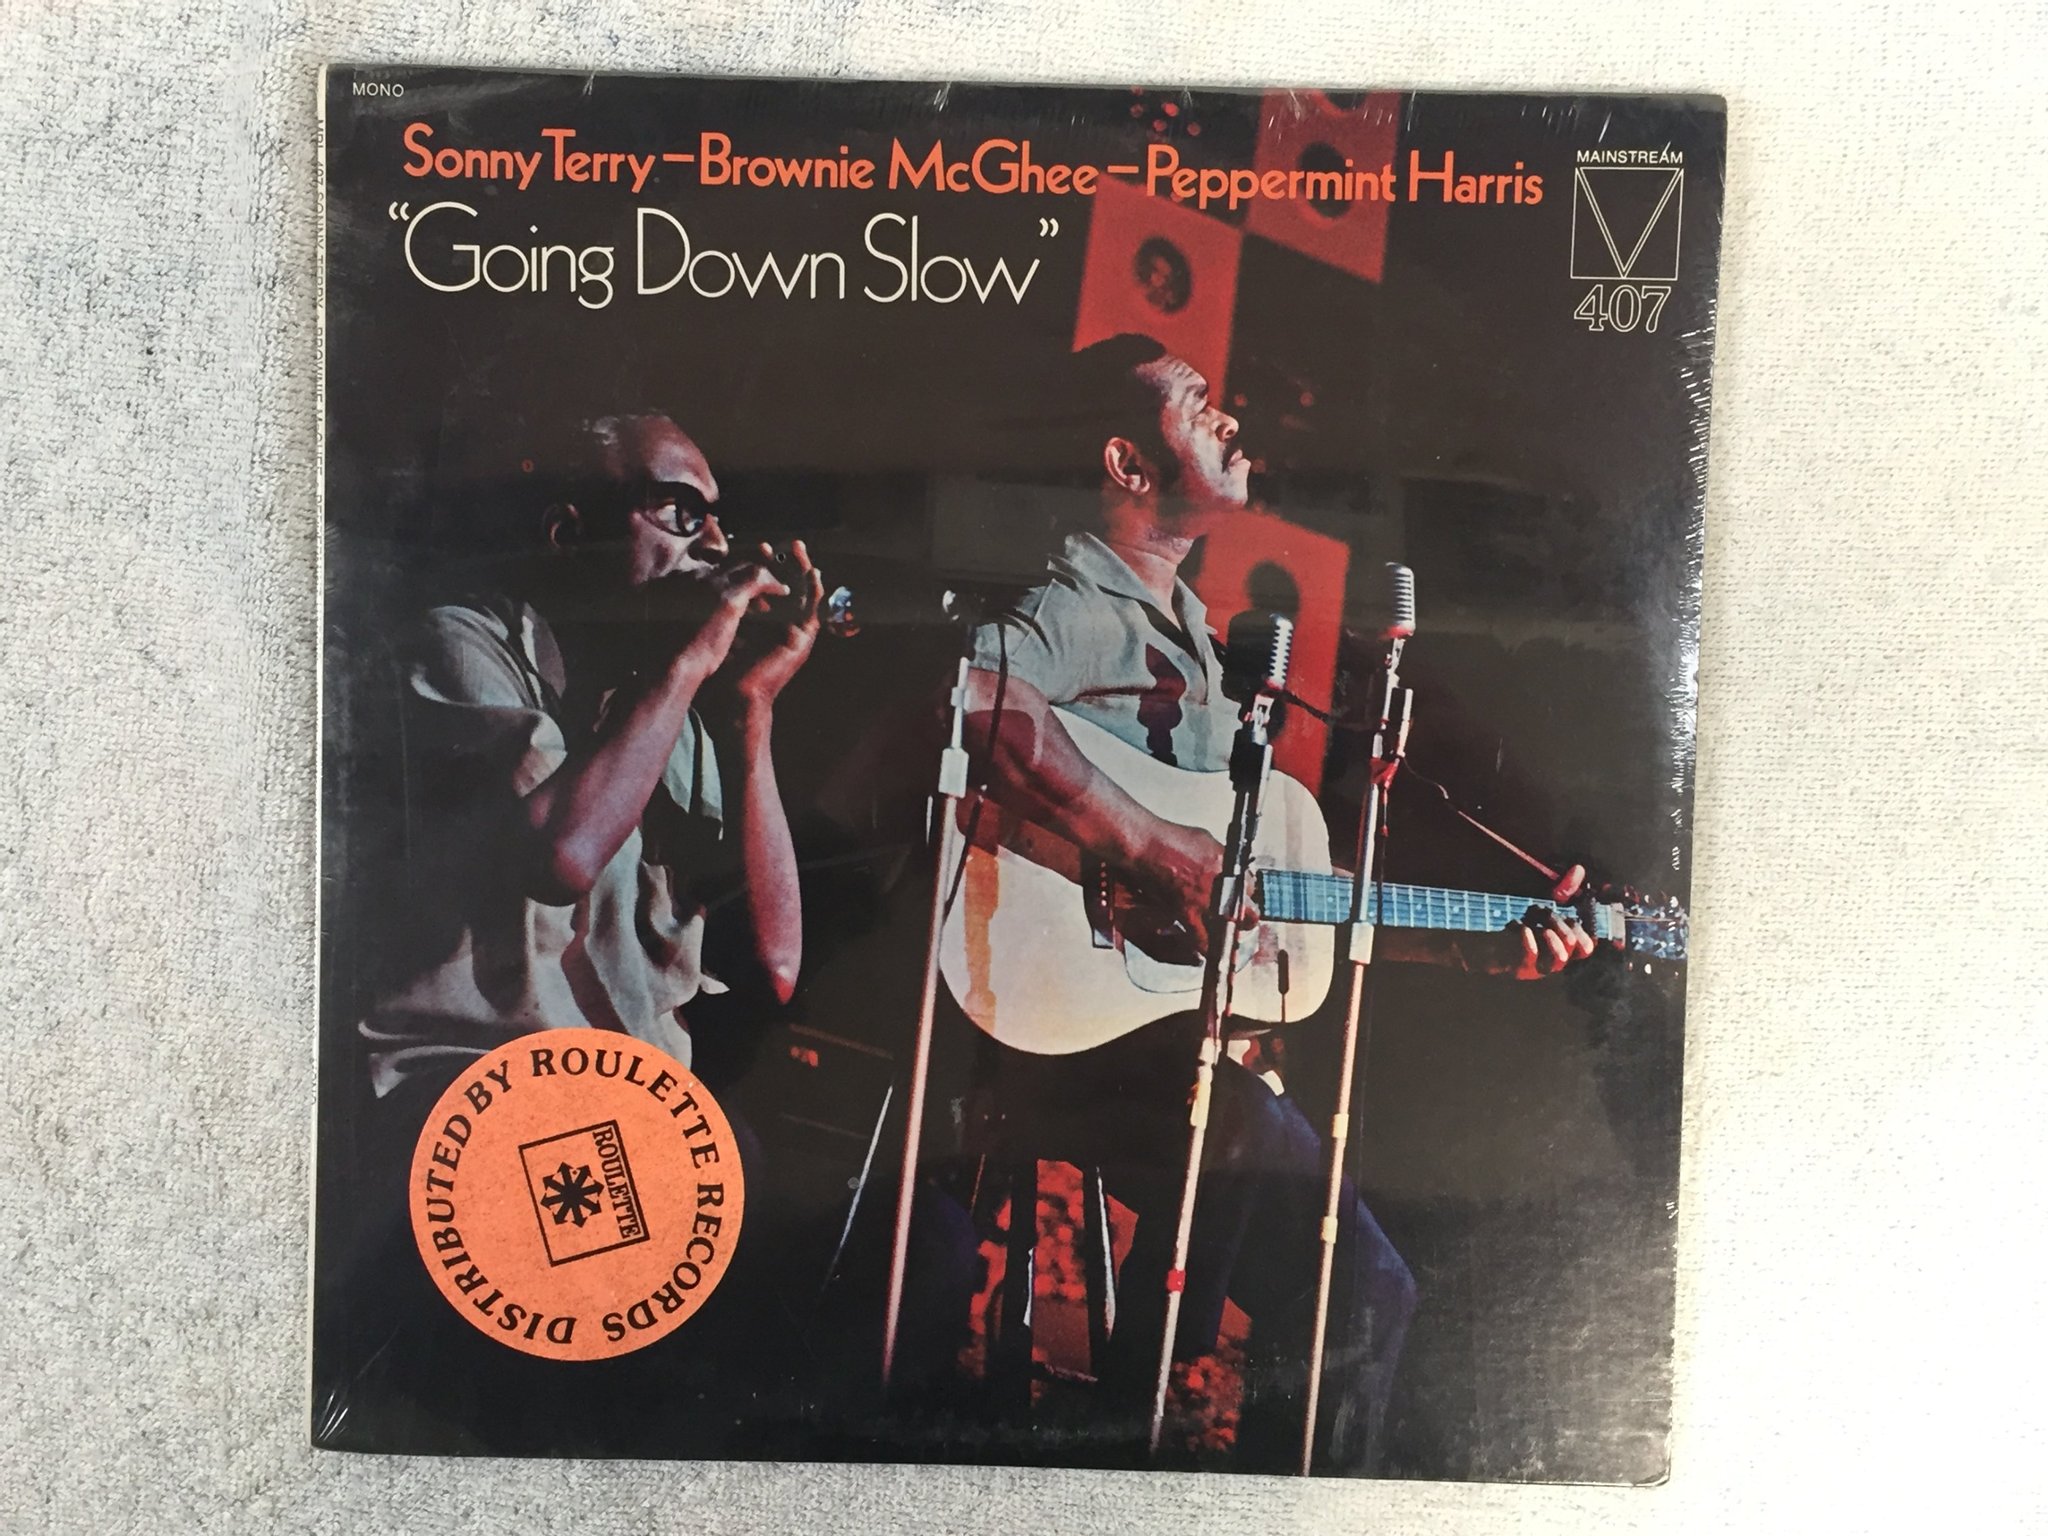 MONO
Sonny Terry–Brownie McGhee–Peppermint Harris
“Going Down Slow”
MAINSTREAM
407
DISTRIBUTED BY ROULETTE RECORDS
ROULETTE